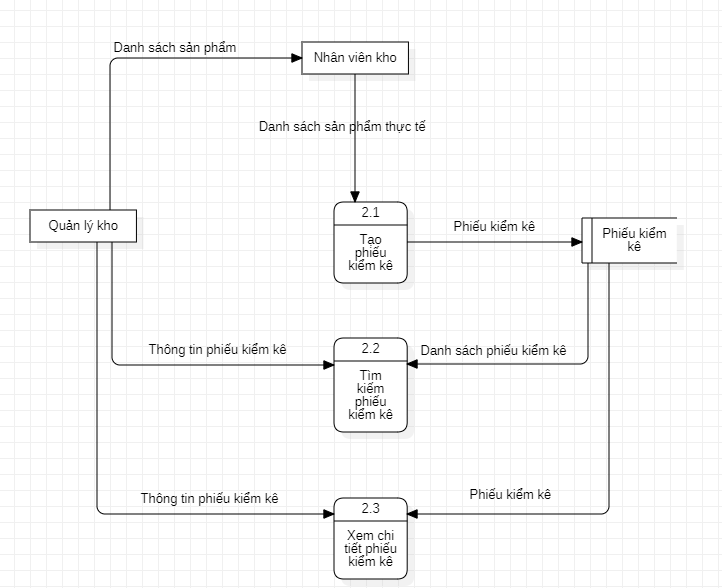 Danh sách sản phẩm
Nhân viên kho
Danh sách sản phẩm thực tế
2.1
Tạo
phiếu
kiểm kê
Quản lý kho
Phiếu kiểm kê
Phiếu kiểm
kê
2.2
Tìm
kiếm
phiếu
kiểm kê
Thông tin phiếu kiểm kê
Danh sách phiếu kiểm kê
2.3
Xem chi
tiết phiếu
kiểm kê
Thông tin phiếu kiểm kê
Phiếu kiểm kê